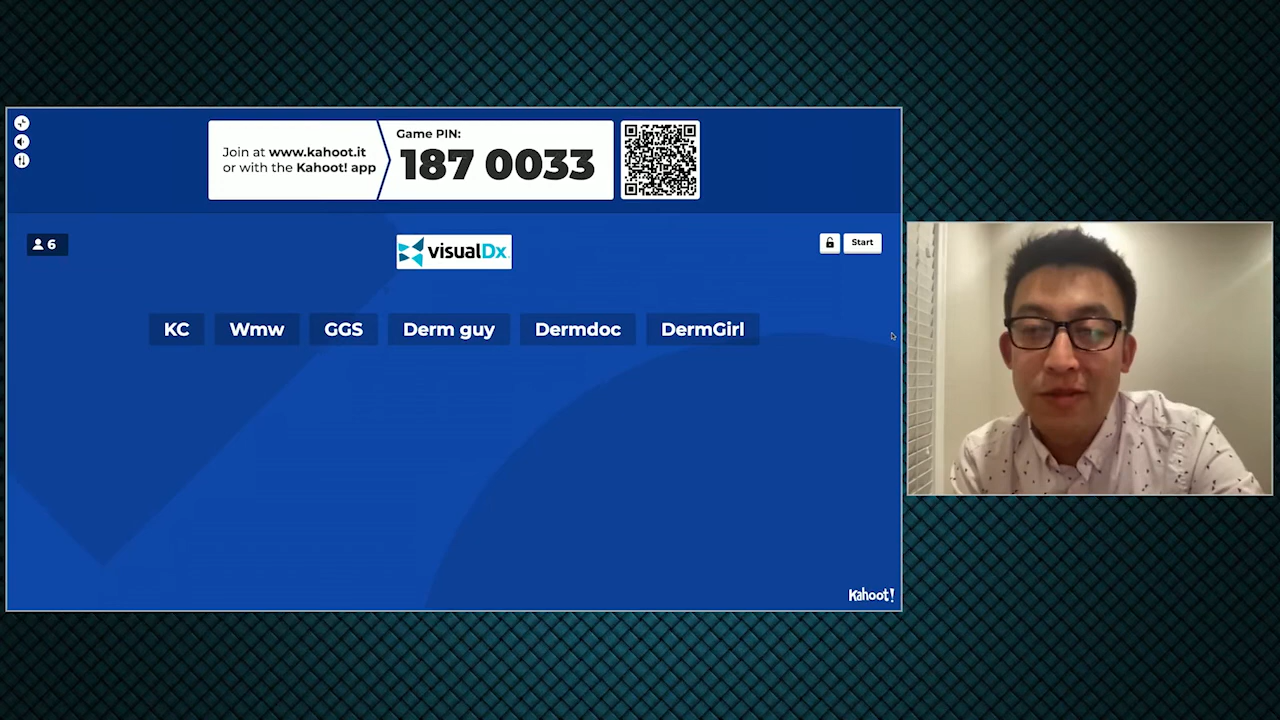 Join at www.kahoot.it
or with the Kahoot! app
Game PIN:
187 0033
6
visualDx
Start
KC
Wmw
GGS
Derm guy
Dermdoc
DermGirl
Kahoot!